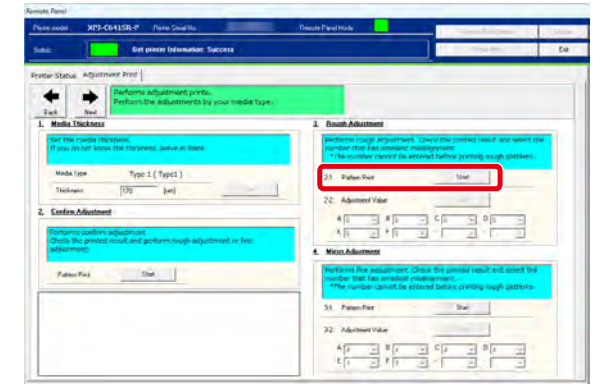 Remote Panel
Printer model XPJ-C641SR-P Printer Serial No. Remote Panel Mode
Status Get printer Information: Success
Exit
Printer Status Adjustment Print
Performs adjustment prints.
Perform the adjustments by your media type.
Back Next
1. Media Thickness
Set the media thickness.
If you do not know the thickness, leave in blank.
Media Type Type 1 ( Type1 )
Thickness 170 [um]
2. Confirm Adjustment
Performs confirm adjustment.
Check the printed result and perform rough adjustment or fine
adjustment.
Pattern Print Start
3. Rough Adjustment
Performs rough adjustment. Check the printed result and select the
number that has smallest misalignment.
*The number cannot be entered before printing rough patterns.
2-1. Pattern Print Start
2-2. Adjustment Value
A B C D
E F
4. Micro Adjustment
Performs fine adjustment. Check the printed result and select the
number that has smallest misalignment.
*The number cannot be entered before printing rough patterns.
3-1. Pattern Print Start
3-2. Adjustment Value
A B C D
E F